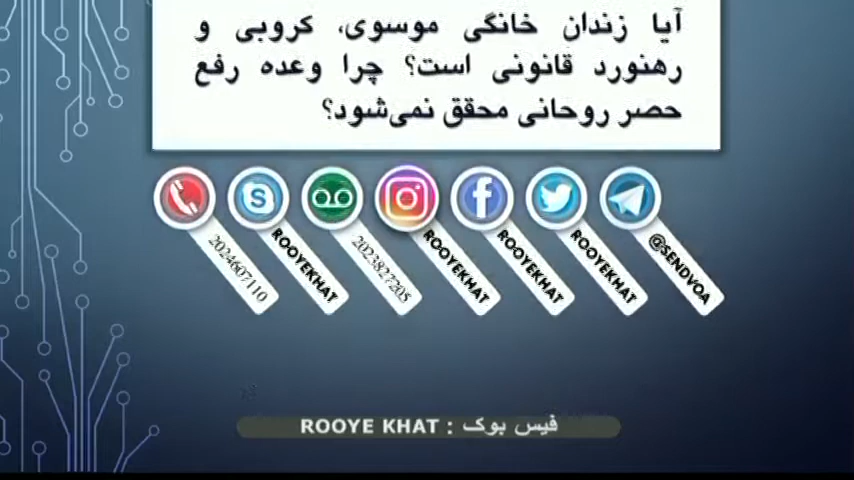 آیا زندان خانگی موسوی، کروبی و
رهنورد قانونی است؟ چرا وعده رفع
حصر روحانی محقق نمی‌شود؟
2024607110
ROOYEKHAT
2023827205
ROOYEKHAT
ROOYEKHAT
ROOYEKHAT
@SENDVOA
فیس بوک : ROOYE KHAT